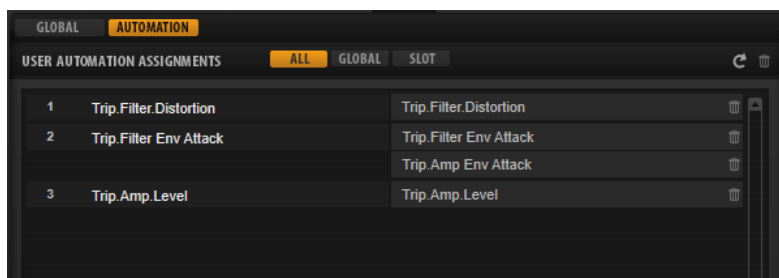 GLOBAL AUTOMATION
USER AUTOMATION ASSIGNMENTS ALL GLOBAL SLOT
1 Trip.Filter.Distortion Trip.Filter.Distortion
2 Trip.Filter Env Attack Trip.Filter Env Attack
Trip.Amp Env Attack
3 Trip.Amp.Level Trip.Amp.Level